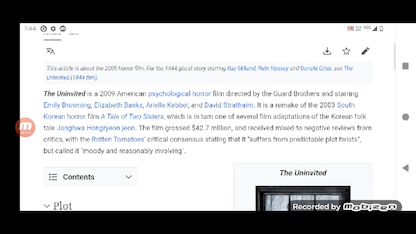 7:44
This article is about the 2009 horror film. For the 1944 ghost story starring Ray Milland, Ruth Hussey and Donald Crisp, see The
Uninvited (1944 film).
The Uninvited is a 2009 American psychological horror film directed by the Guard Brothers and starring
Emily Browning, Elizabeth Banks, Arielle Kebbel, and David Strathairn. It is a remake of the 2003 South
Korean horror film A Tale of Two Sisters, which is in turn one of several film adaptations of the Korean folk
tale Janghwa Hongryeon jeon. The film grossed $42.7 million, and received mixed to negative reviews from
critics, with the Rotten Tomatoes' critical consensus stating that it "suffers from predictable plot twists",
but called it "moody and reasonably involving".
Contents
The Uninvited
Plot
Recorded by Mobizen